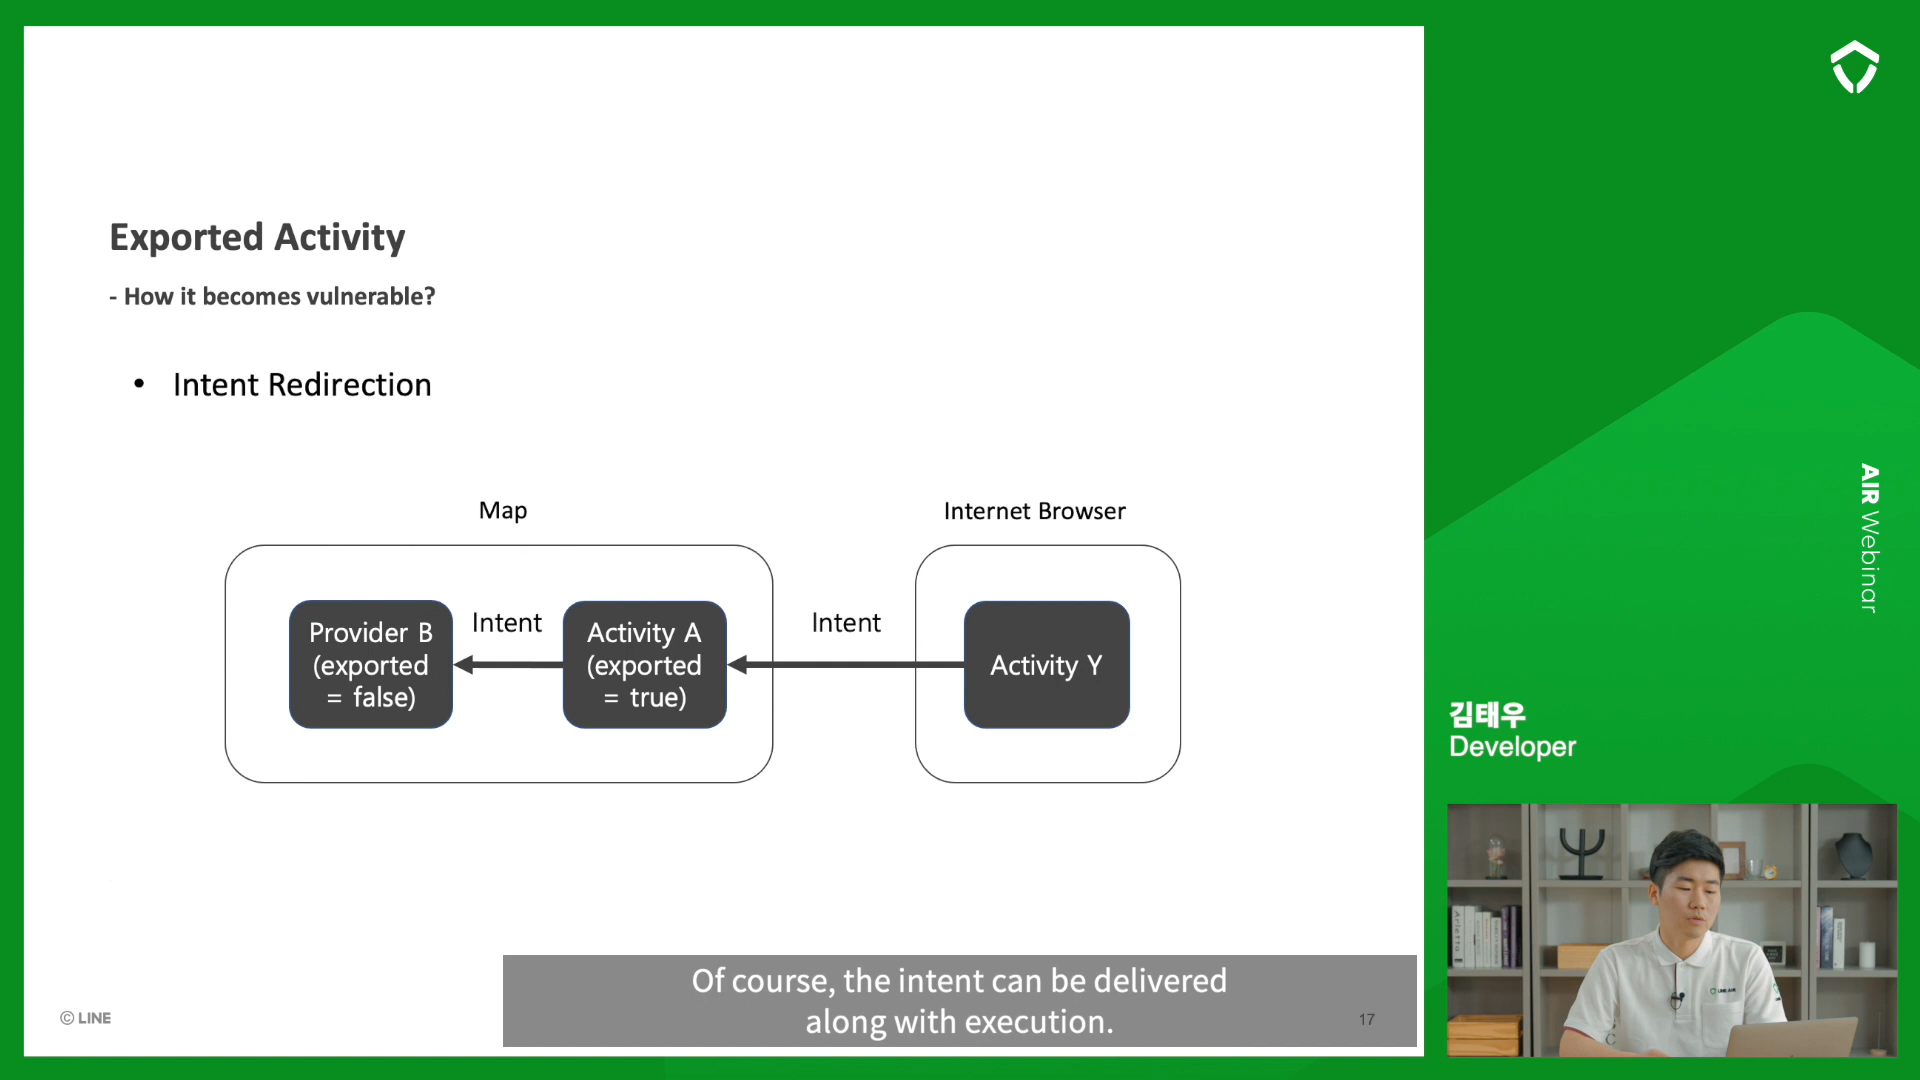 Exported Activity
- How it becomes vulnerable?
• Intent Redirection
Map
Internet Browser
Provider B
(exported
= false)
Intent
Activity A
(exported
= true)
Intent
Activity Y
Of course, the intent can be delivered
along with execution.
© LINE
17
AIR Webinar
김태우
Developer